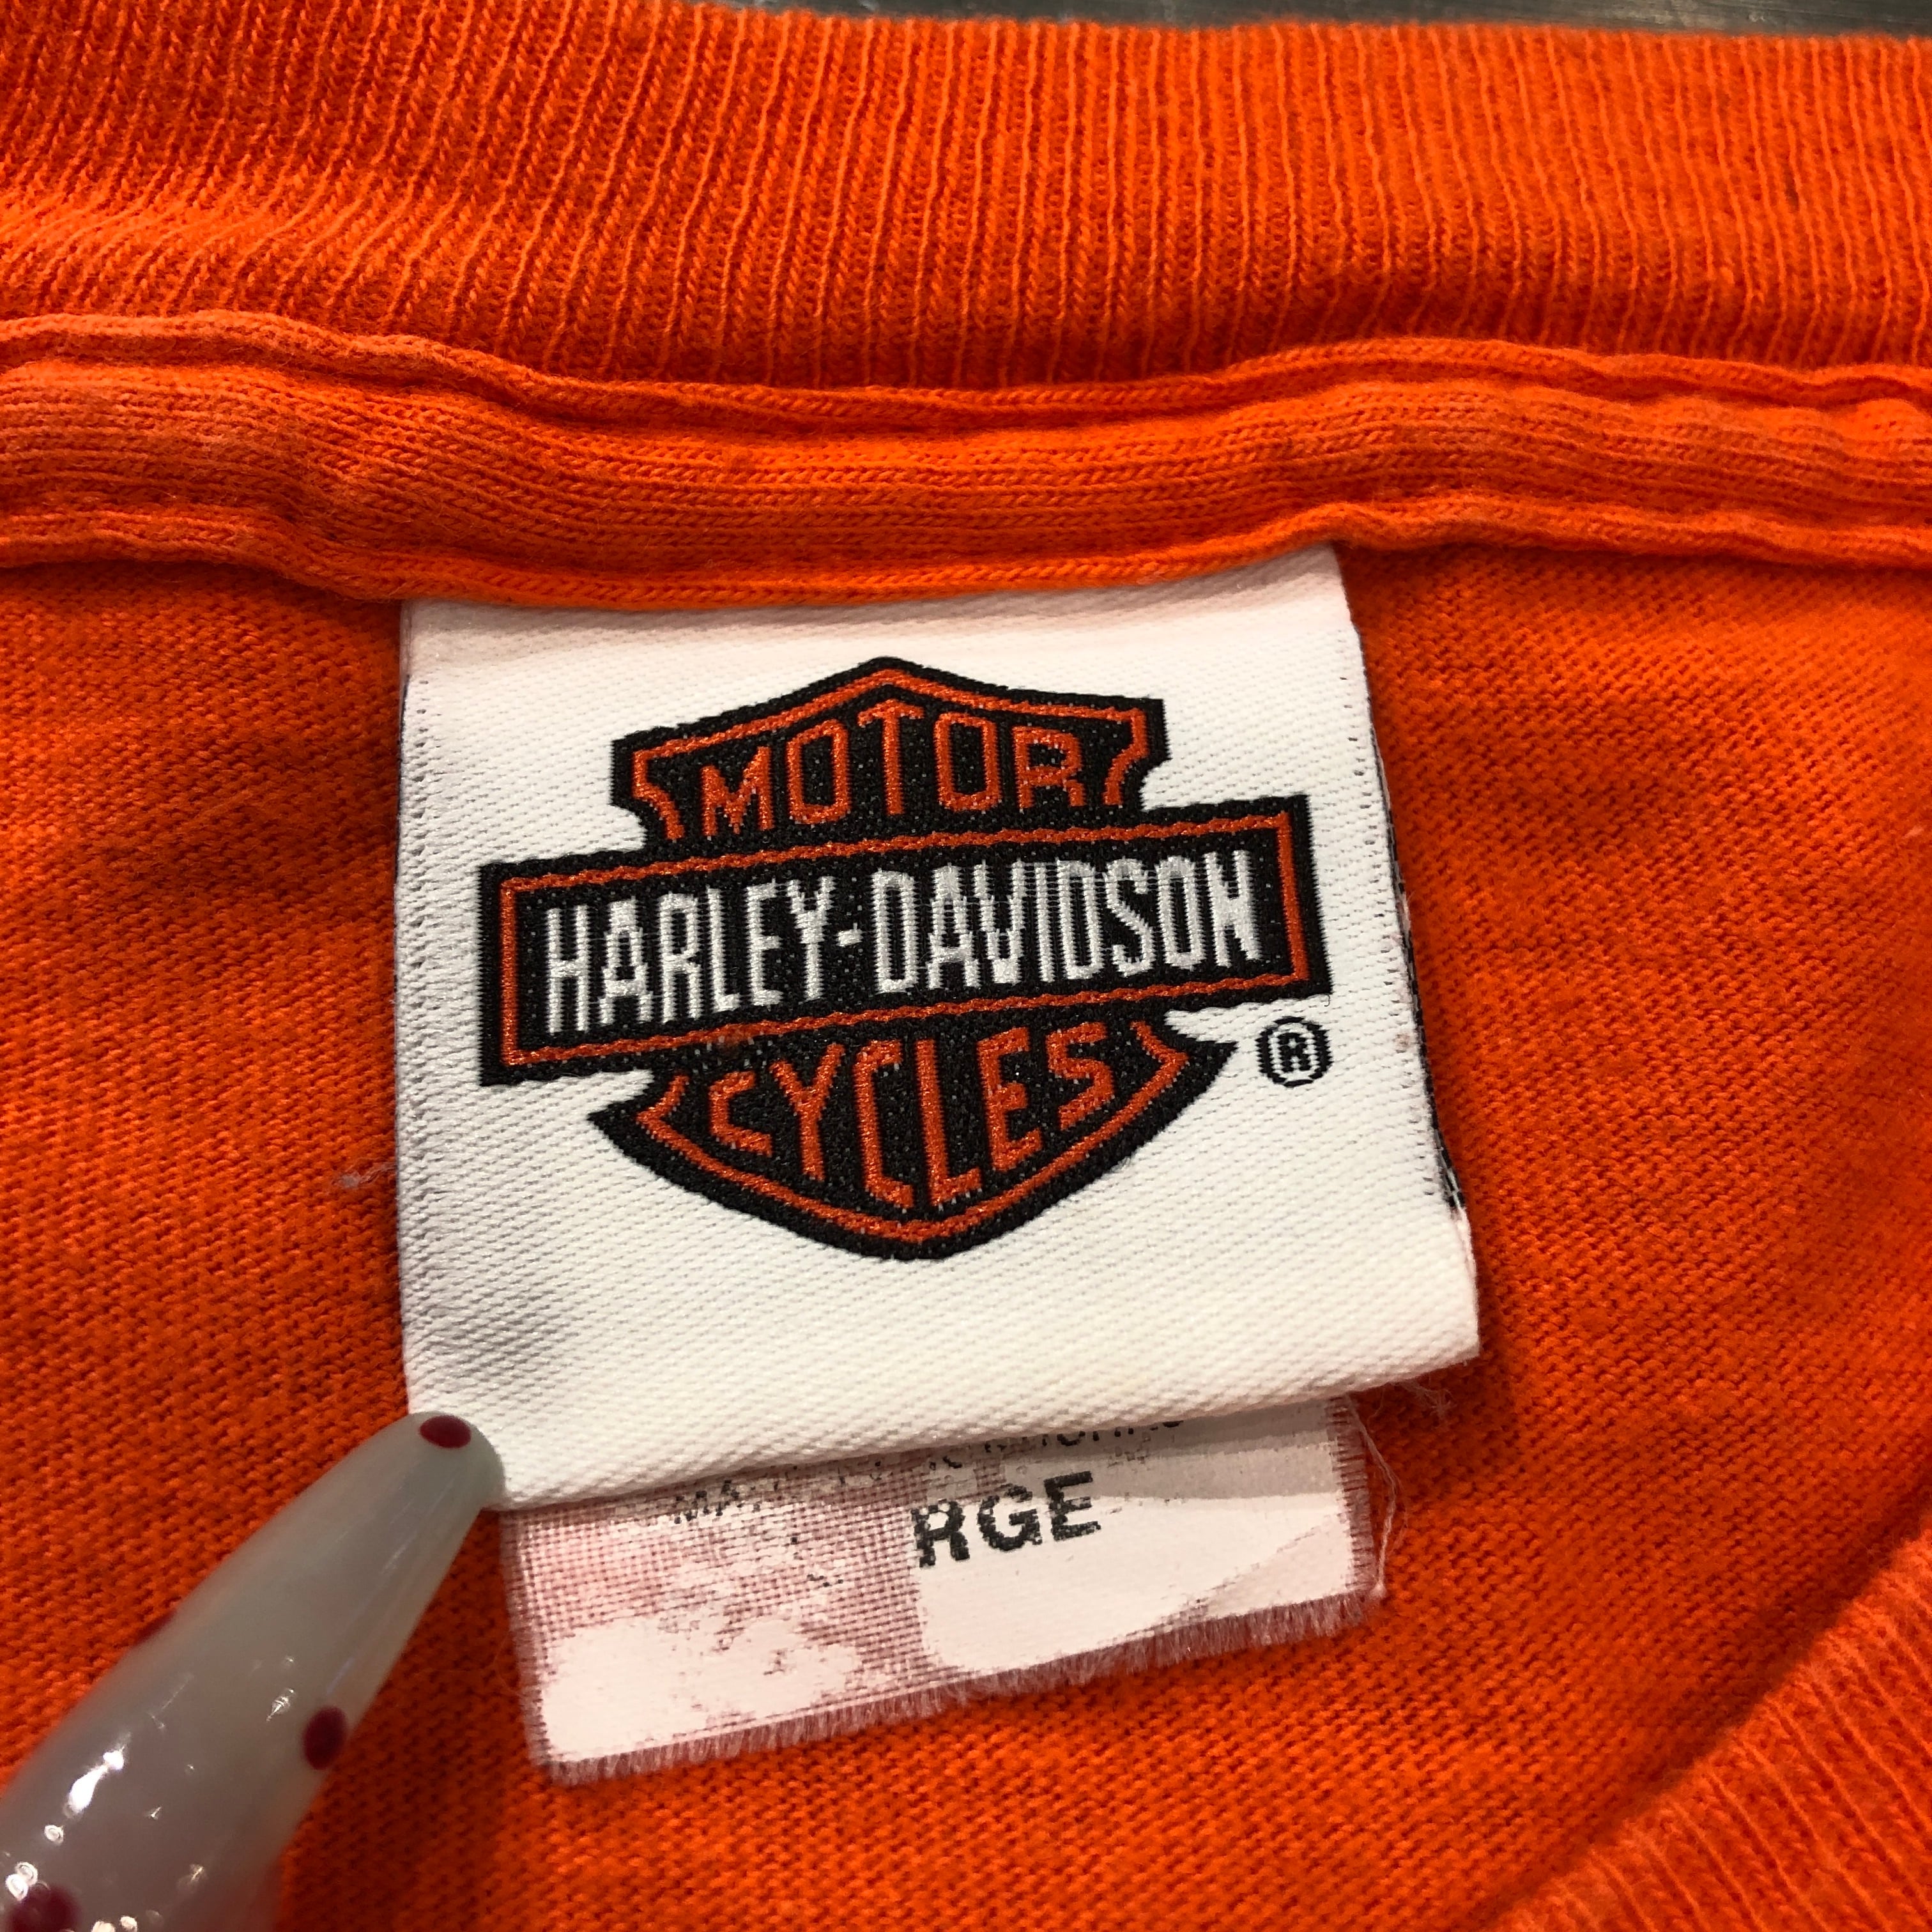 MOTOR
HARLEY-DAVIDSON
CYCLES
®
RGE